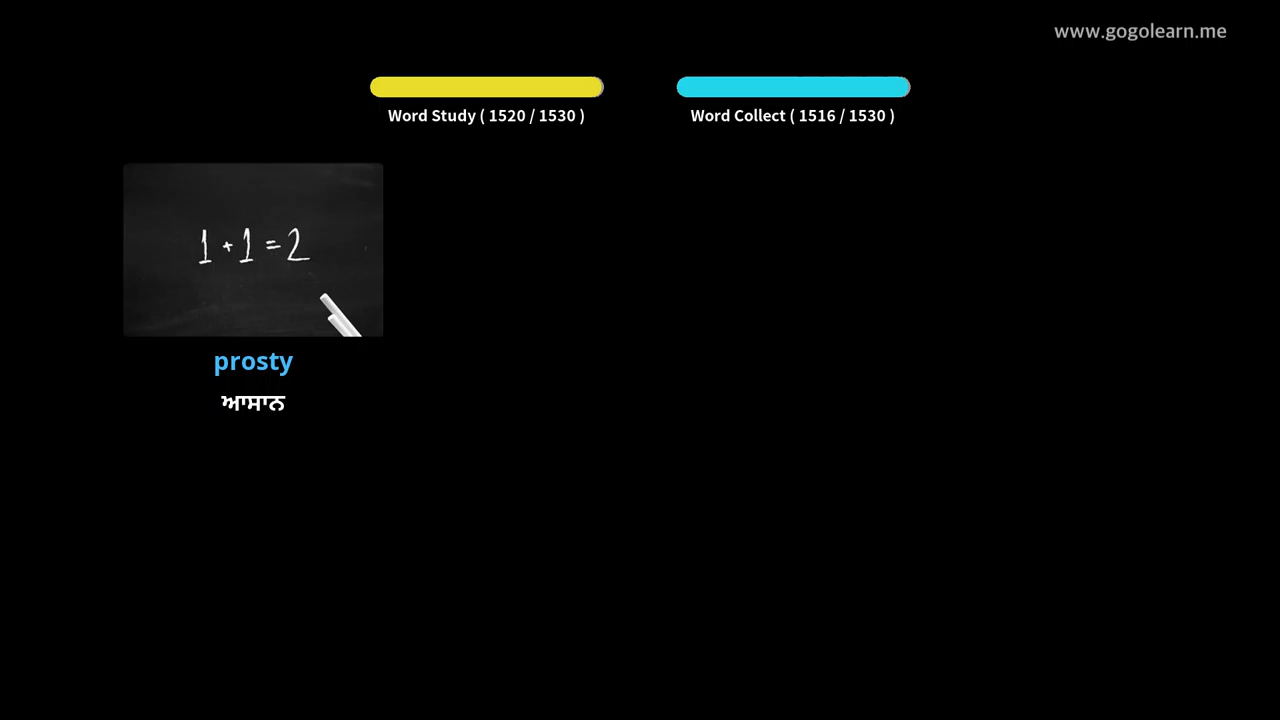 www.gogolearn.me
Word Study ( 1520 / 1530 )
Word Collect ( 1516 / 1530 )
1 + 1 = 2
prosty
ਆਸਾਨ